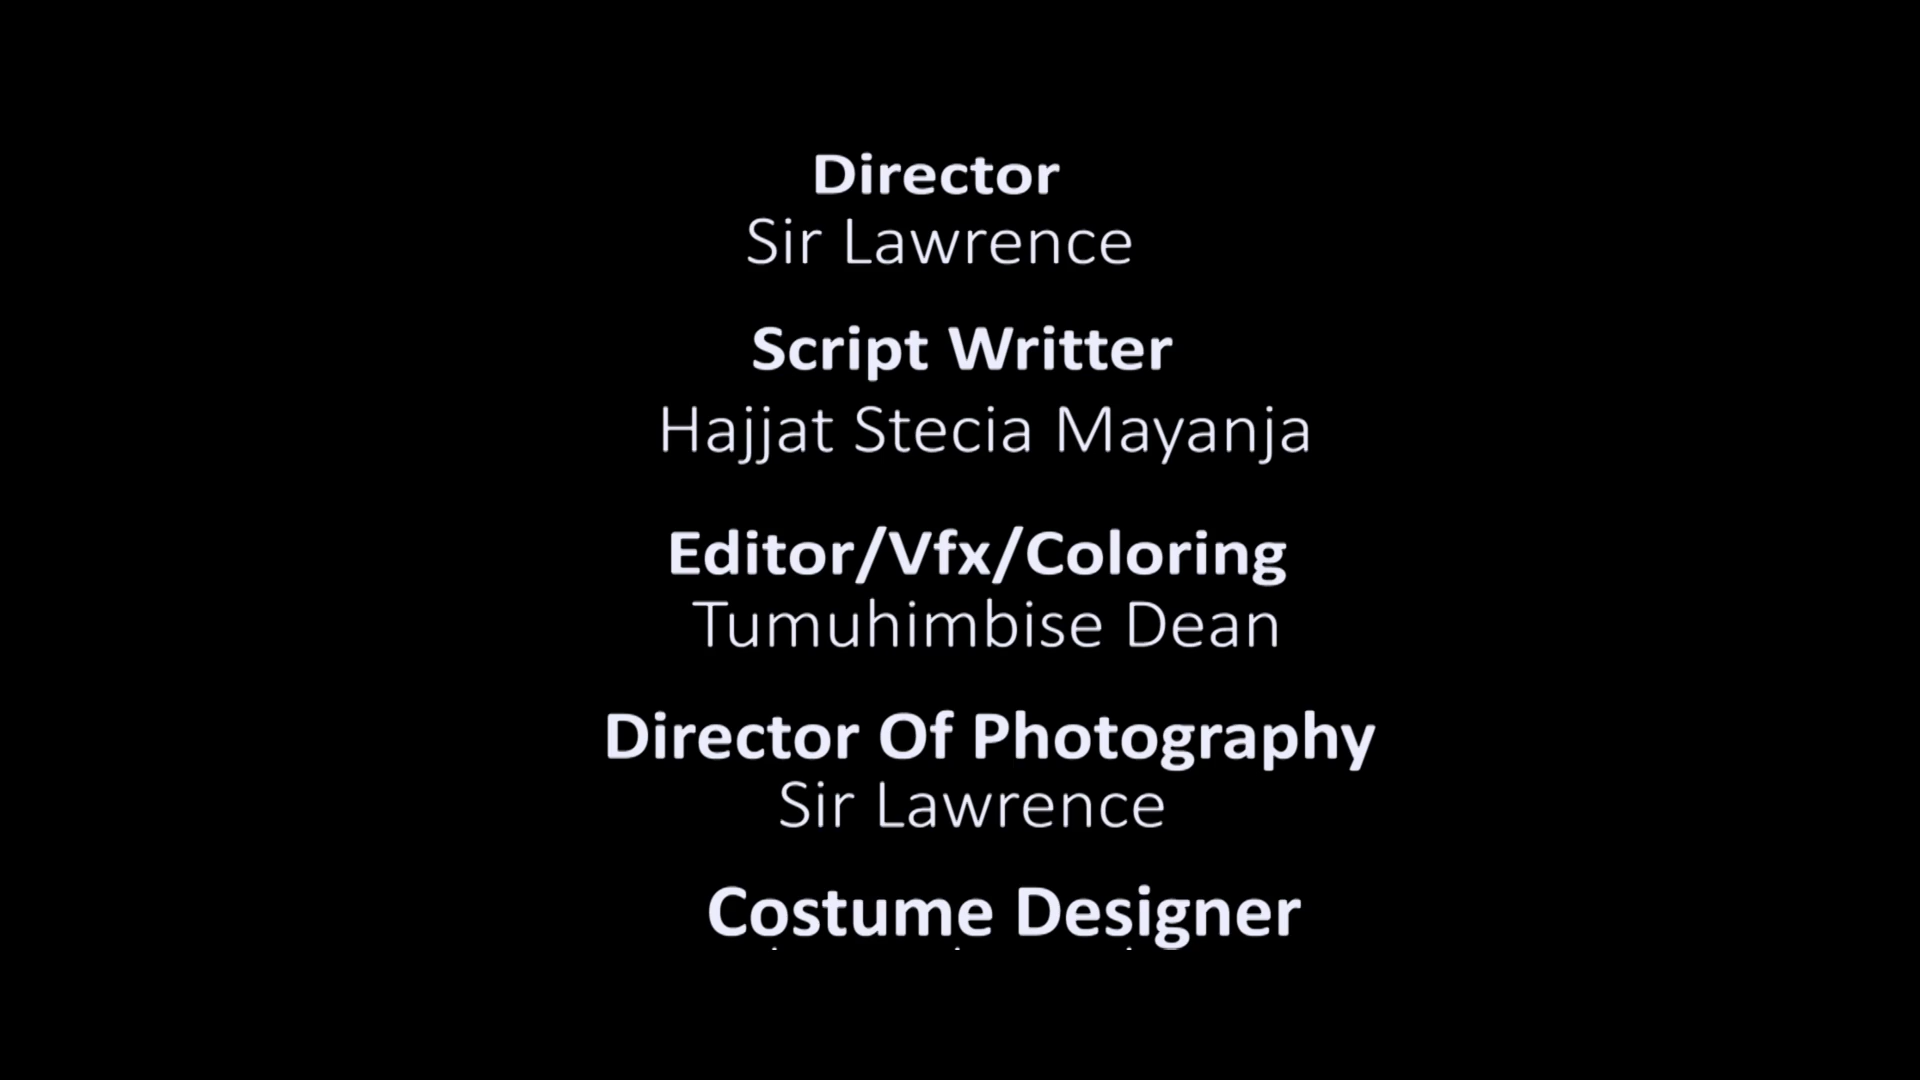 Director
Sir Lawrence
Script Writter
Hajjat Stecia Mayanja
Editor/Vfx/Coloring
Tumuhimbise Dean
Director Of Photography
Sir Lawrence
Costume Designer